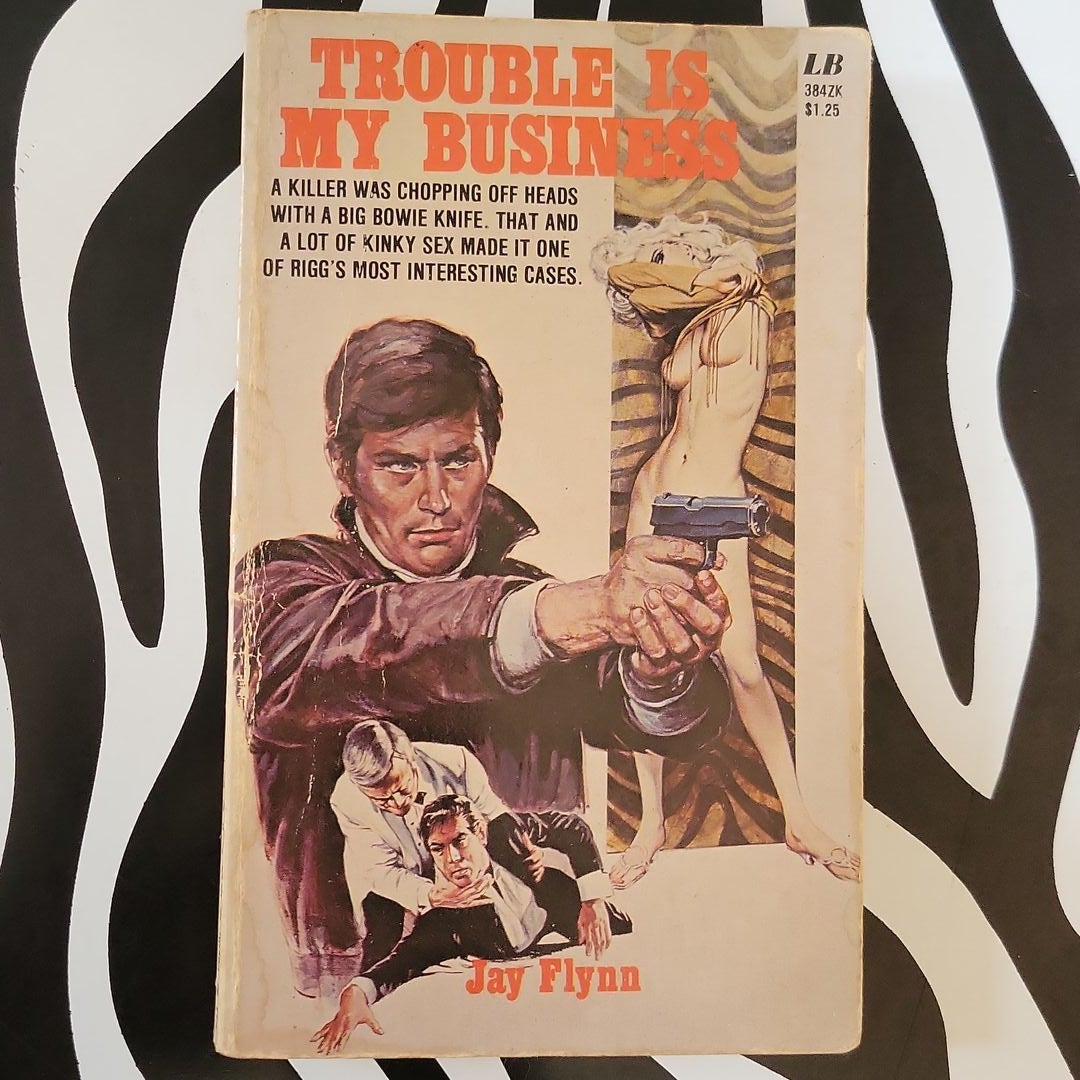 TROUBLE IS
MY BUSINESS
LB
384ZK
$1.25
A KILLER WAS CHOPPING OFF HEADS
WITH A BIG BOWIE KNIFE. THAT AND
A LOT OF KINKY SEX MADE IT ONE
OF RIGG'S MOST INTERESTING CASES.
Jay Flynn